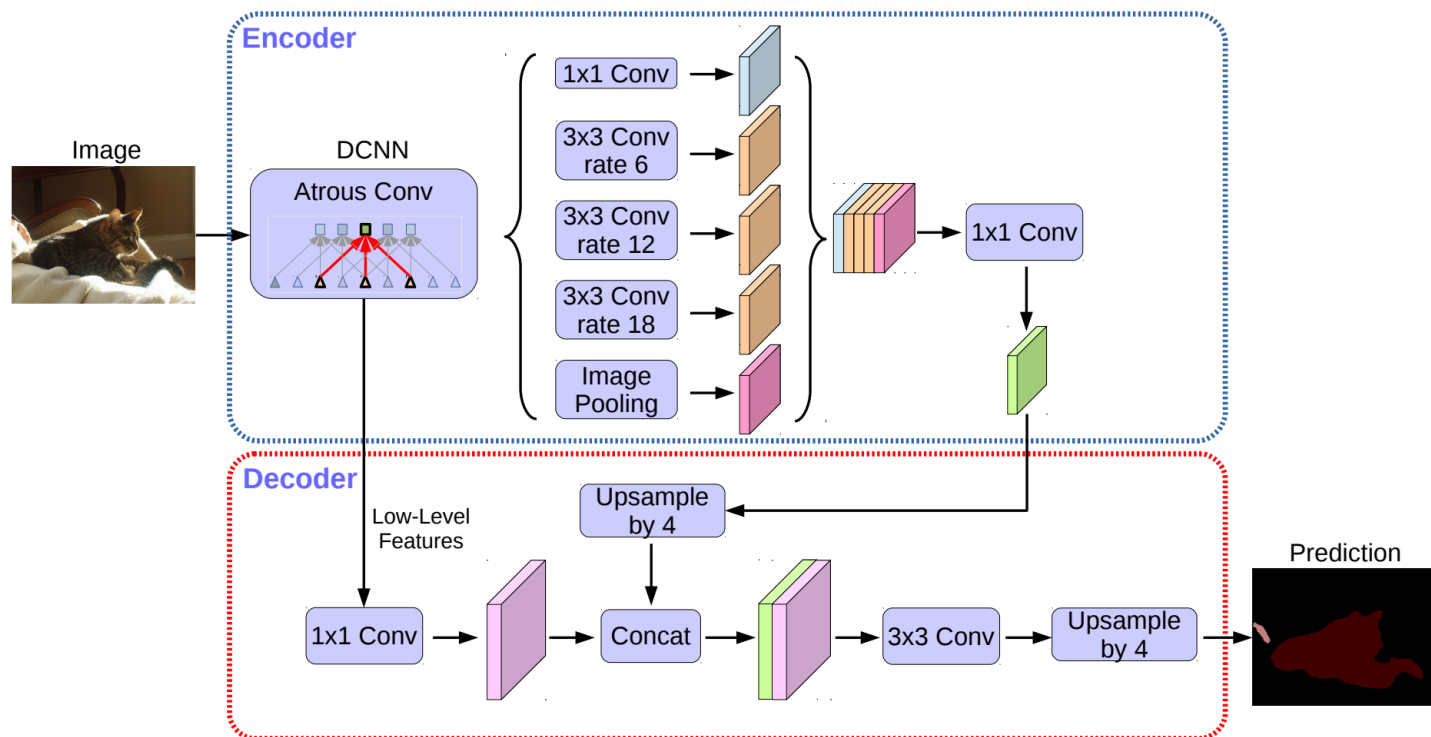 Encoder
Image
DCNN
Atrous Conv
1x1 Conv
3x3 Conv
rate 6
3x3 Conv
rate 12
3x3 Conv
rate 18
Image
Pooling
1x1 Conv
Decoder
Low-Level
Features
Upsample
by 4
1x1 Conv
Concat
3x3 Conv
Upsample
by 4
Prediction